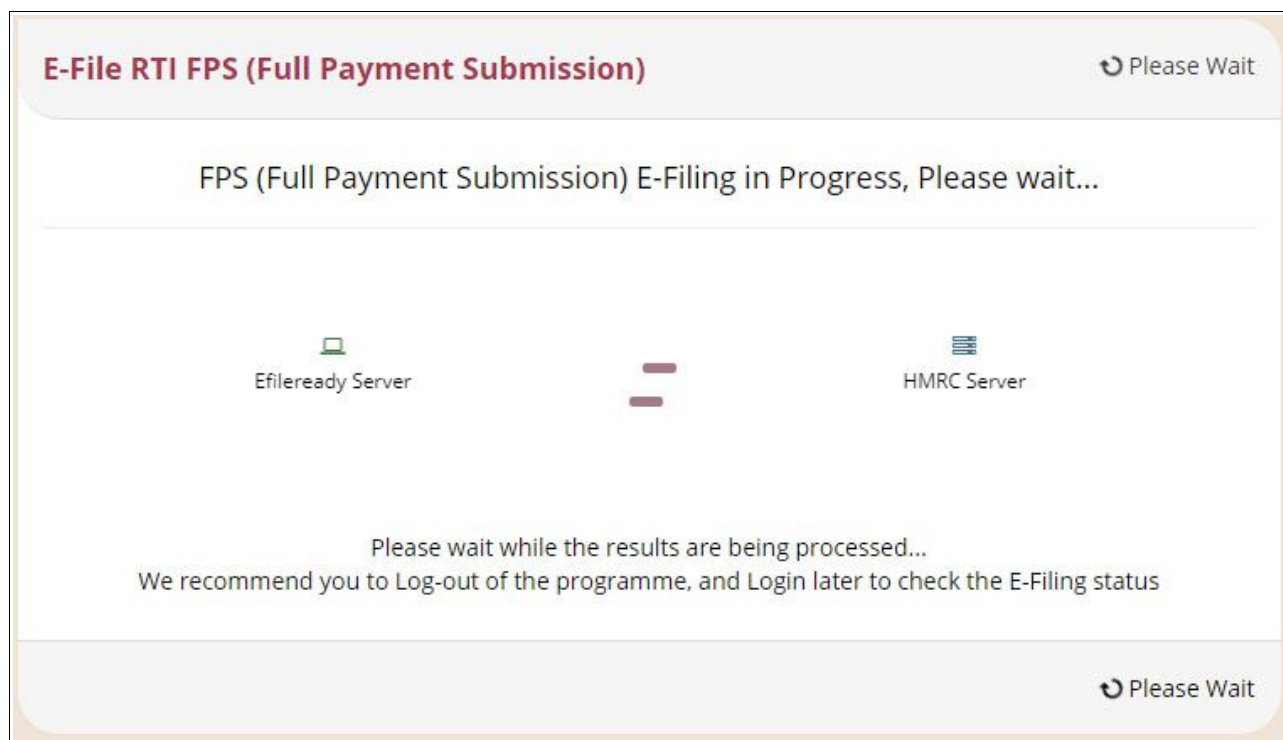 E-File RTI FPS (Full Payment Submission)
Please Wait
FPS (Full Payment Submission) E-Filing in Progress, Please wait...
Efileready Server
HMRC Server
Please wait while the results are being processed...
We recommend you to Log-out of the programme, and Login later to check the E-Filing status
Please Wait